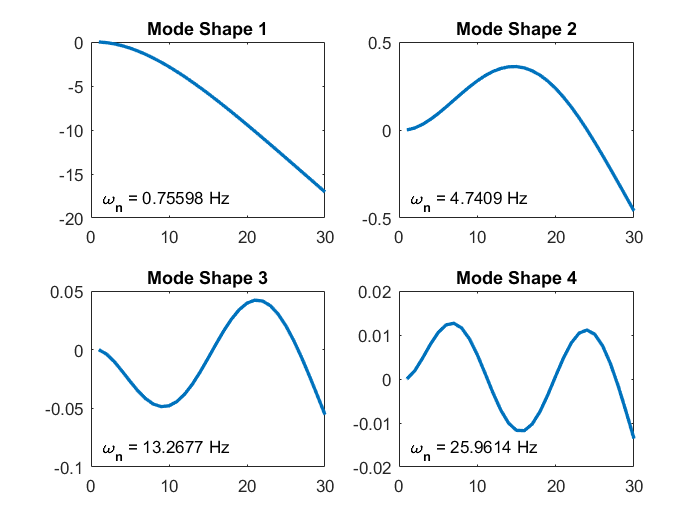 Mode Shape 1
0
-5
-10
-15
-20
ωn = 0.75598 Hz
0 10 20 30
Mode Shape 2
0.5
0
-0.5
ωn = 4.7409 Hz
0 10 20 30
Mode Shape 3
0.05
0
-0.05
-0.1
ωn = 13.2677 Hz
0 10 20 30
Mode Shape 4
0.02
0.01
0
-0.01
-0.02
ωn = 25.9614 Hz
0 10 20 30